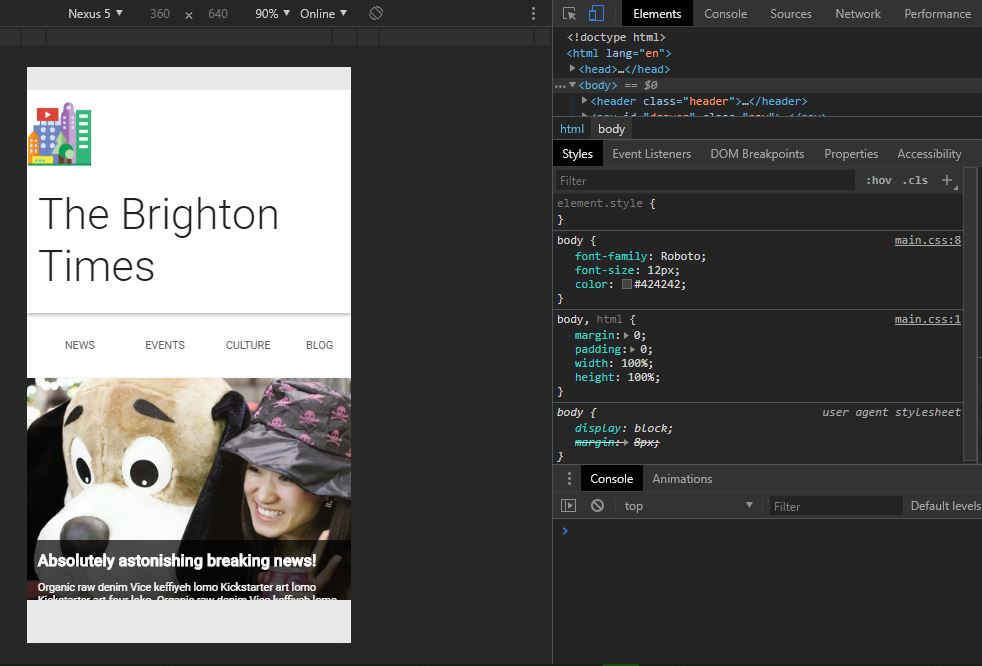 Nexus 5 ▼ 360 x 640 90% ▼ Online ▼
Elements Console Sources Network Performance
<!doctype html>
<html lang="en">
▶<head>…</head>
…▼<body> == $0
▶<header class="header">…</header>
html body
Styles Event Listeners DOM Breakpoints Properties Accessibility
Filter :hov .cls +
element.style {
}
body { main.css:8
font-family: Roboto;
font-size: 12px;
color: #424242;
}
body, html { main.css:1
margin:▶ 0;
padding:▶ 0;
width: 100%;
height: 100%;
}
body { user agent stylesheet
display: block;
margin:▶ 8px;
}
Console Animations
top ▼ Filter Default levels
The Brighton
Times
NEWS EVENTS CULTURE BLOG
Absolutely astonishing breaking news!
Organic raw denim Vice keffiyeh lomo Kickstarter art lomo